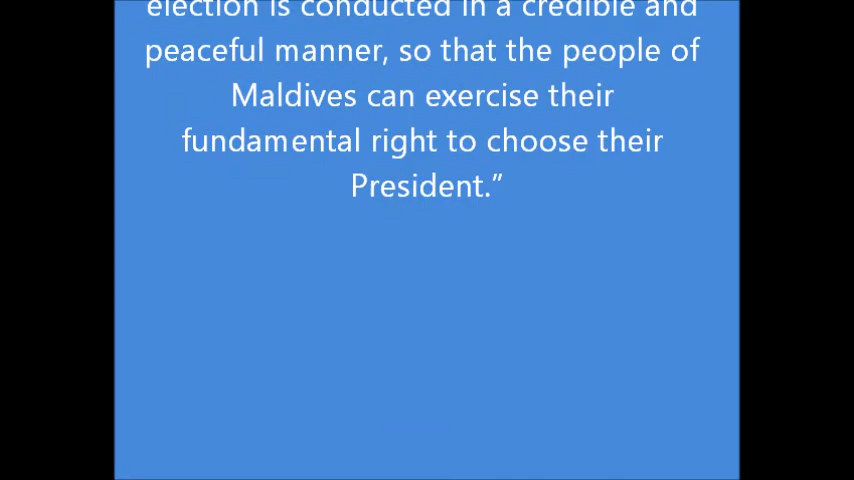 election is conducted in a credible and
peaceful manner, so that the people of
Maldives can exercise their
fundamental right to choose their
President.”